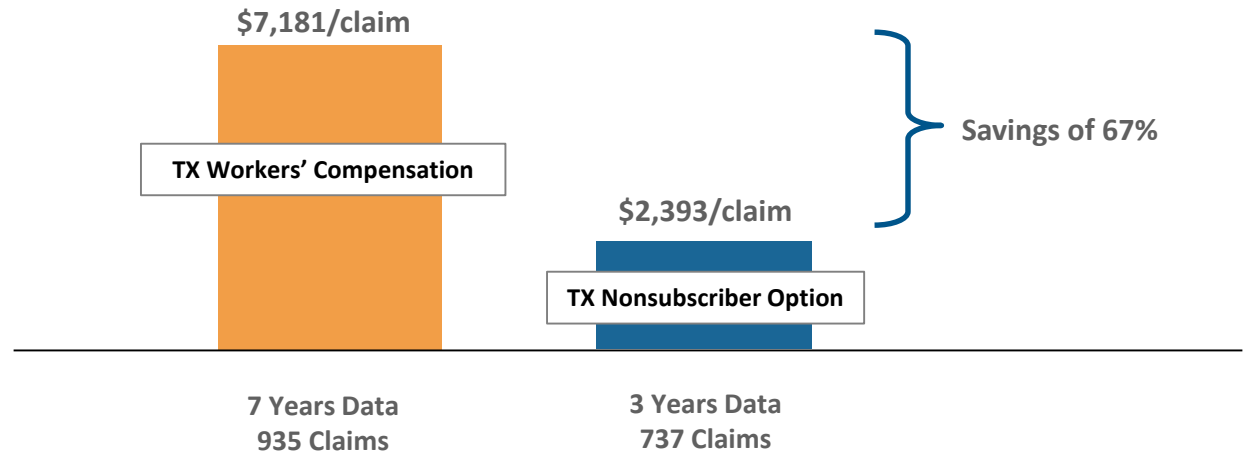 $7,181/claim
TX Workers’ Compensation
Savings of 67%
$2,393/claim
TX Nonsubscriber Option
7 Years Data
935 Claims
3 Years Data
737 Claims